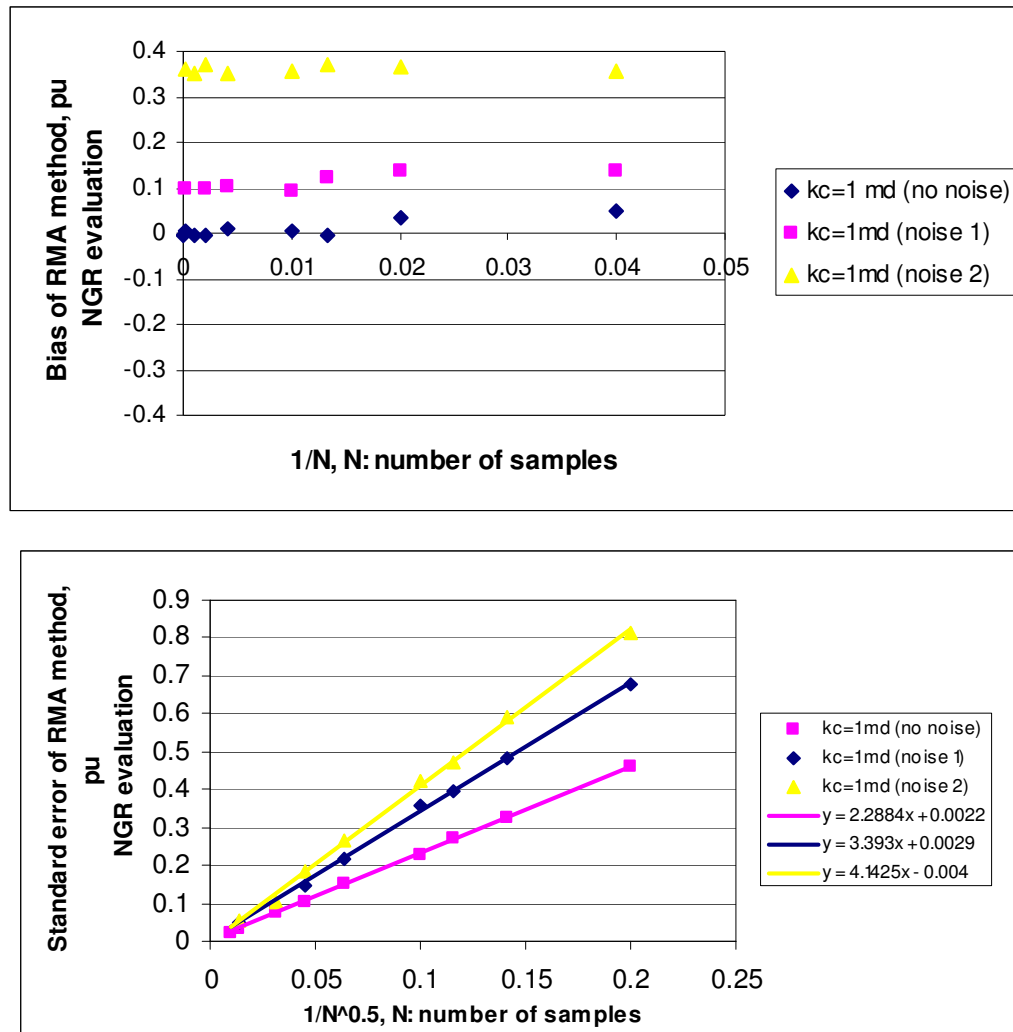 Bias of RMA method, pu
NGR evaluation
0.4
0.3
0.2
0.1
0
-0.1
-0.2
-0.3
-0.4
0 0.01 0.02 0.03 0.04 0.05
1/N, N: number of samples
kc=1 md (no noise)
kc=1md (noise 1)
kc=1md (noise 2)
Standard error of RMA method,
pu
NGR evaluation
0.9
0.8
0.7
0.6
0.5
0.4
0.3
0.2
0.1
0
0 0.05 0.1 0.15 0.2 0.25
1/N^0.5, N: number of samples
kc=1md (no noise)
kc=1md (noise 1)
kc=1md (noise 2)
y = 2.2884x + 0.0022
y = 3.393x + 0.0029
y = 4.1425x - 0.004